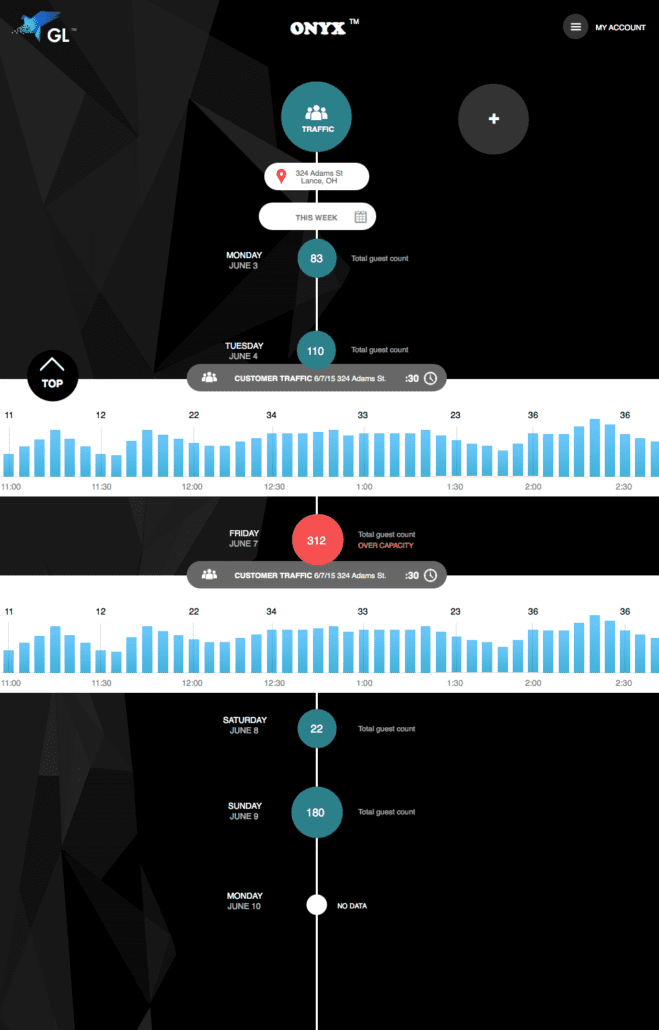 GL™
ONYX™
MY ACCOUNT
TRAFFIC
+
324 Adams St
Lance, OH
THIS WEEK
MONDAY
JUNE 3
83
Total guest count
TUESDAY
JUNE 4
110
Total guest count
TOP
CUSTOMER TRAFFIC 6/7/15 324 Adams St. :30
11 12 22 34 33 23 36 36
11:00 11:30 12:00 12:30 1:00 1:30 2:00 2:30
FRIDAY
JUNE 7
312
Total guest count
OVER CAPACITY
CUSTOMER TRAFFIC 6/7/15 324 Adams St. :30
11 12 22 34 33 23 36 36
11:00 11:30 12:00 12:30 1:00 1:30 2:00 2:30
SATURDAY
JUNE 8
22
Total guest count
SUNDAY
JUNE 9
180
Total guest count
MONDAY
JUNE 10
NO DATA